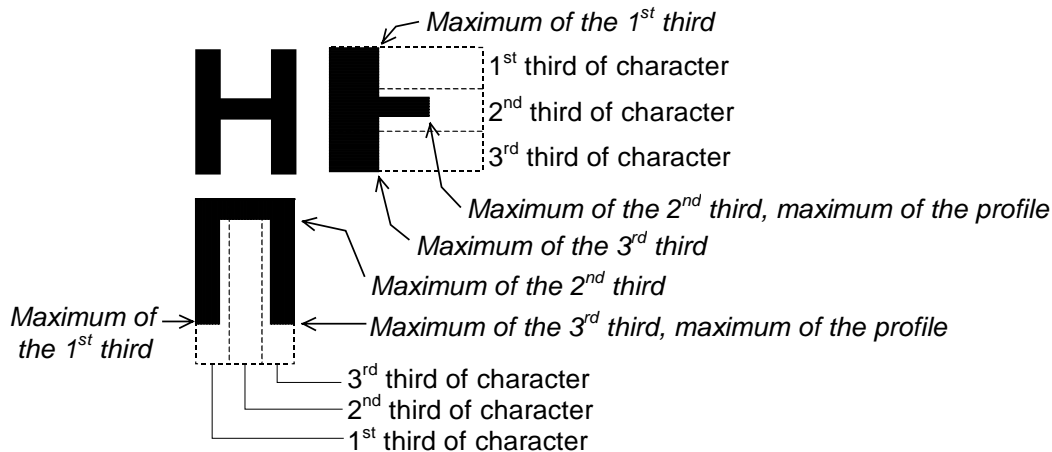 H
Maximum of the 1st third
1st third of character
2nd third of character
3rd third of character
Maximum of the 2nd third, maximum of the profile
Maximum of the 3rd third
Maximum of the 2nd third
Maximum of
the 1st third
Maximum of the 3rd third, maximum of the profile
3rd third of character
2nd third of character
1st third of character